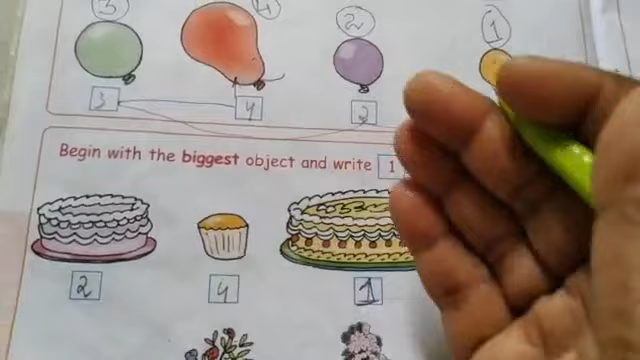 3 4 2 1
3 4 2
Begin with the biggest object and write 1
2 4 1